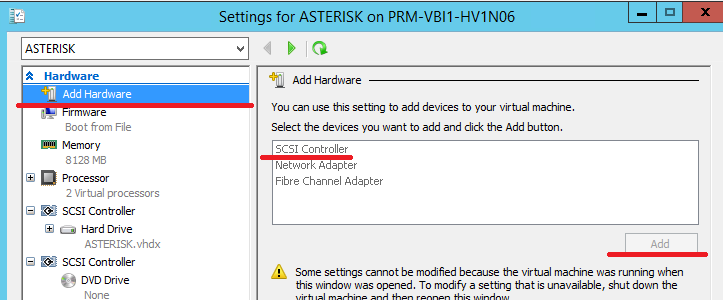 Settings for ASTERISK on PRM-VBI1-HV1N06
ASTERISK
Hardware
Add Hardware
Firmware
Boot from File
Memory
8128 MB
Processor
2 Virtual processors
SCSI Controller
Hard Drive
ASTERISK.vhdx
SCSI Controller
DVD Drive
None
Add Hardware
You can use this setting to add devices to your virtual machine.
Select the devices you want to add and click the Add button.
SCSI Controller
Network Adapter
Fibre Channel Adapter
Add
Some settings cannot be modified because the virtual machine was running when
this window was opened. To modify a setting that is unavailable, shut down the
virtual machine and then reopen this window.